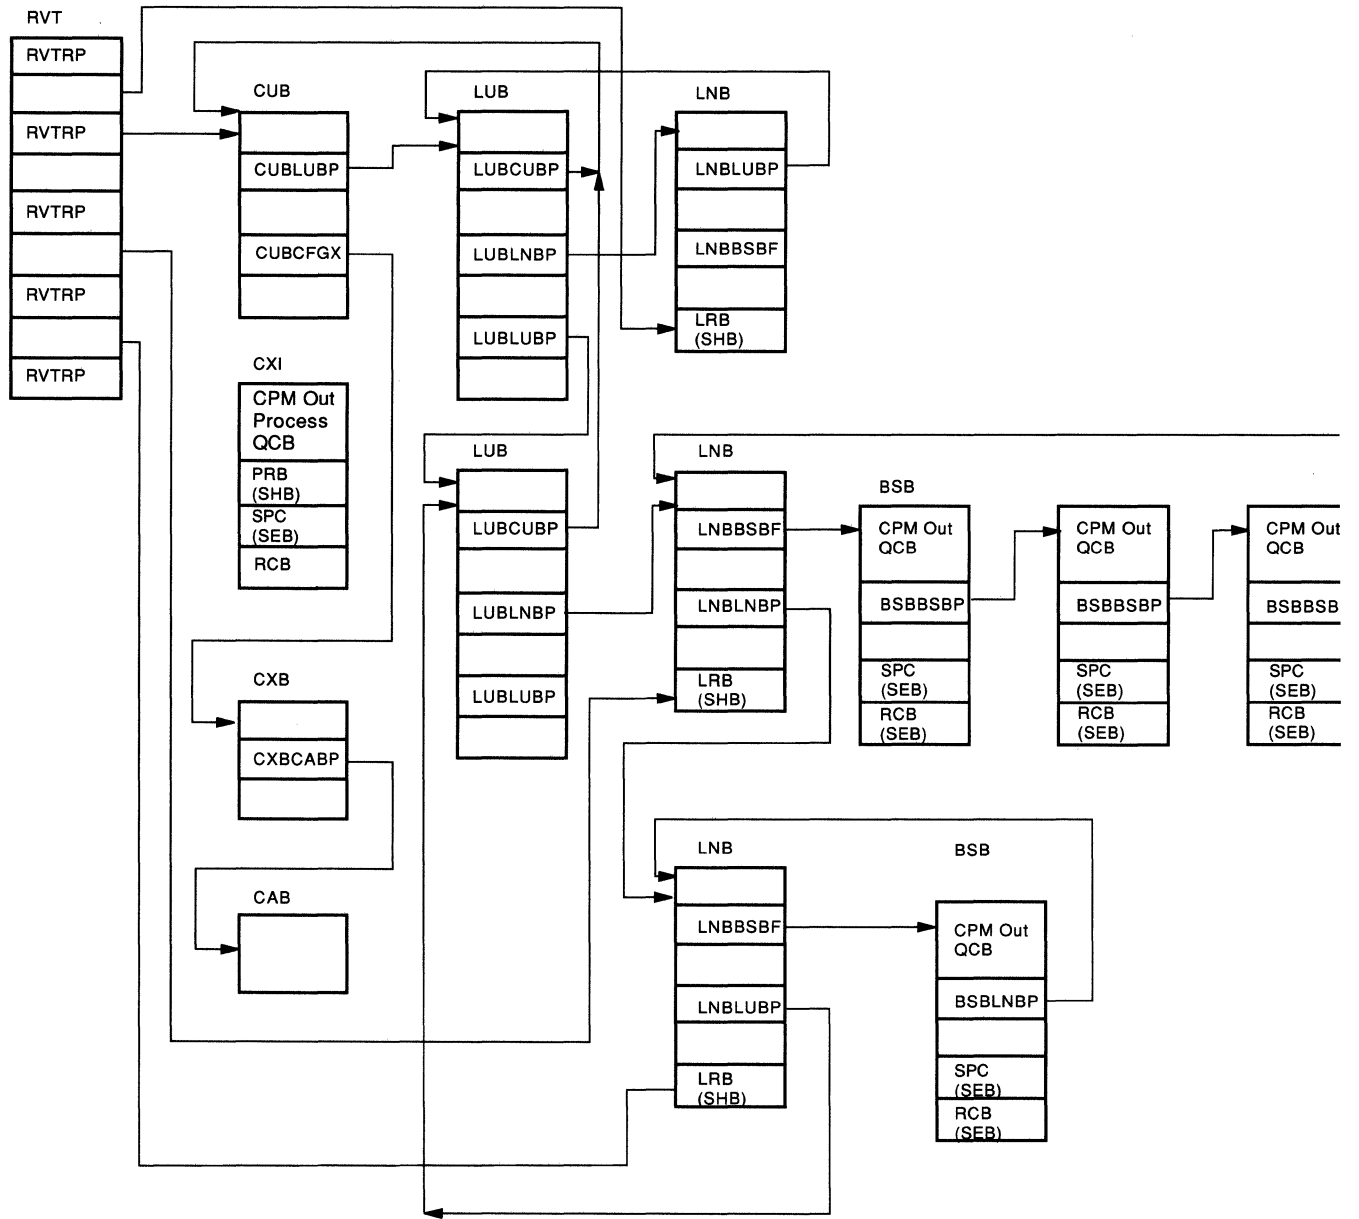 RVT
RVTRP
RVTRP
RVTRP
RVTRP
RVTRP
CUB
CUBLUBP
CUBCFGX
CXI
CPM Out
Process
QCB
PRB
(SHB)
SPC
(SEB)
RCB
CXB
CXBCABP
CAB
LUB
LUBCUBP
LUBLNBP
LUBLUBP
LUB
LUBCUBP
LUBLNBP
LUBLUBP
LNB
LNBLUBP
LNBBSBF
LRB
(SHB)
LNB
LNBBSBF
LNBLNBP
LRB
(SHB)
BSB
CPM Out
QCB
BSBBSBP
SPC
(SEB)
RCB
(SEB)
CPM Out
QCB
BSBBSBP
SPC
(SEB)
RCB
(SEB)
CPM Out
QCB
BSBBSB
SPC
(SEB)
RCB
(SEB)
LNB
LNBBSBF
LNBLUBP
LRB
(SHB)
BSB
CPM Out
QCB
BSBLNBP
SPC
(SEB)
RCB
(SEB)